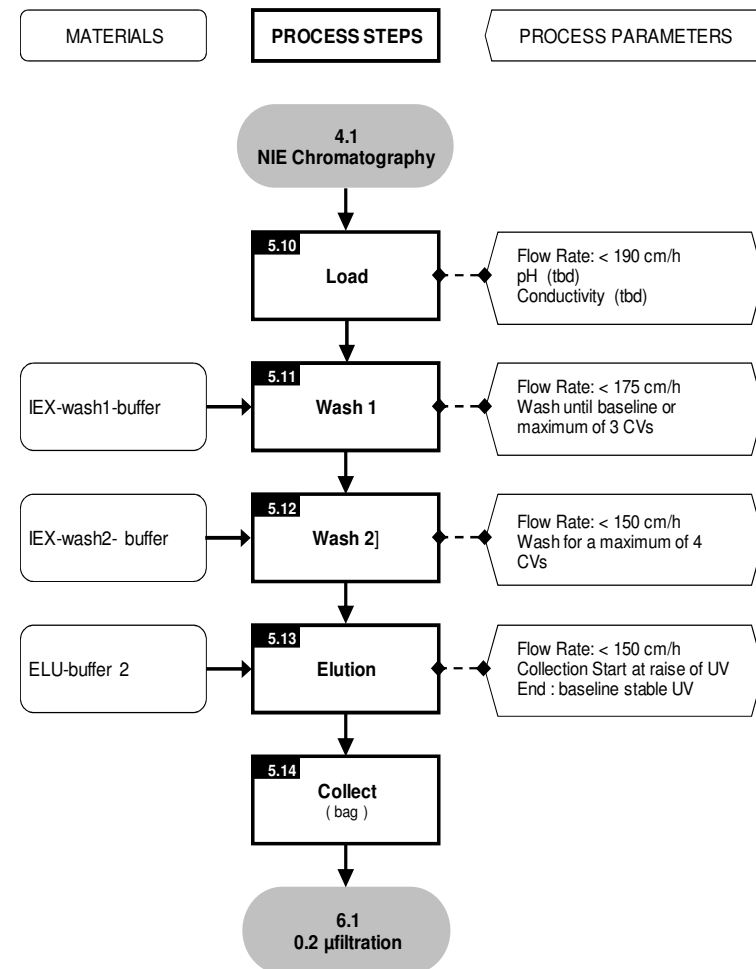 MATERIALS
PROCESS STEPS
PROCESS PARAMETERS
4.1
NIE Chromatography
5.10
Load
Flow Rate: < 190 cm/h
pH (tbd)
Conductivity (tbd)
IEX-wash1-buffer
5.11
Wash 1
Flow Rate: < 175 cm/h
Wash until baseline or
maximum of 3 CVs
IEX-wash2- buffer
5.12
Wash 2]
Flow Rate: < 150 cm/h
Wash for a maximum of 4
CVs
ELU-buffer 2
5.13
Elution
Flow Rate: < 150 cm/h
Collection Start at raise of UV
End : baseline stable UV
5.14
Collect
( bag )
6.1
0.2 µfiltration